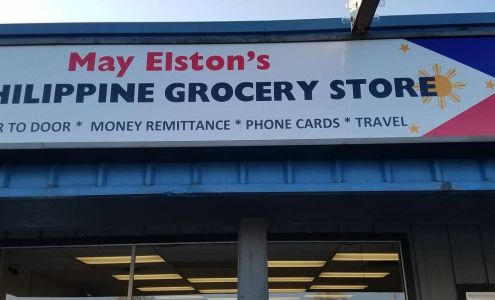 May Elston's
HILIPPINE GROCERY STORE
R TO DOOR * MONEY REMITTANCE * PHONE CARDS * TRAVEL